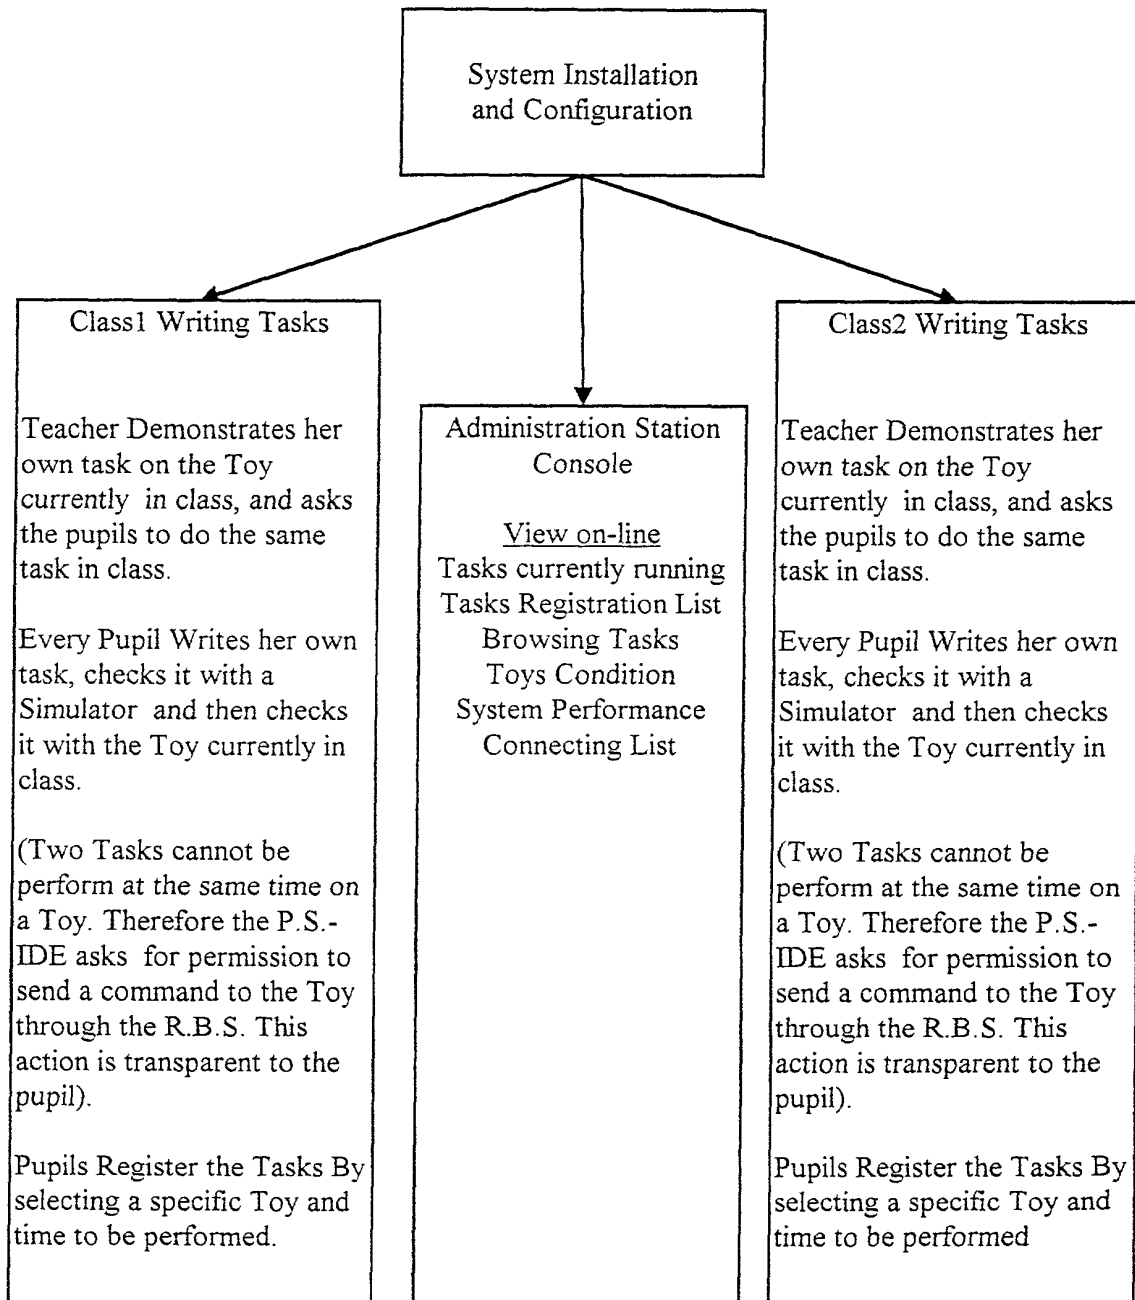 System Installation
and Configuration
Class1 Writing Tasks
Teacher Demonstrates her
own task on the Toy
currently in class, and asks
the pupils to do the same
task in class.
Every Pupil Writes her own
task, checks it with a
Simulator and then checks
it with the Toy currently in
class.
(Two Tasks cannot be
perform at the same time on
a Toy. Therefore the P.S.-
IDE asks for permission to
send a command to the Toy
through the R.B.S. This
action is transparent to the
pupil).
Pupils Register the Tasks By
selecting a specific Toy and
time to be performed.
Administration Station
Console
View on-line
Tasks currently running
Tasks Registration List
Browsing Tasks
Toys Condition
System Performance
Connecting List
Class2 Writing Tasks
Teacher Demonstrates her
own task on the Toy
currently in class, and asks
the pupils to do the same
task in class.
Every Pupil Writes her own
task, checks it with a
Simulator and then checks
it with the Toy currently in
class.
(Two Tasks cannot be
perform at the same time on
a Toy. Therefore the P.S.-
IDE asks for permission to
send a command to the Toy
through the R.B.S. This
action is transparent to the
pupil).
Pupils Register the Tasks By
selecting a specific Toy and
time to be performed